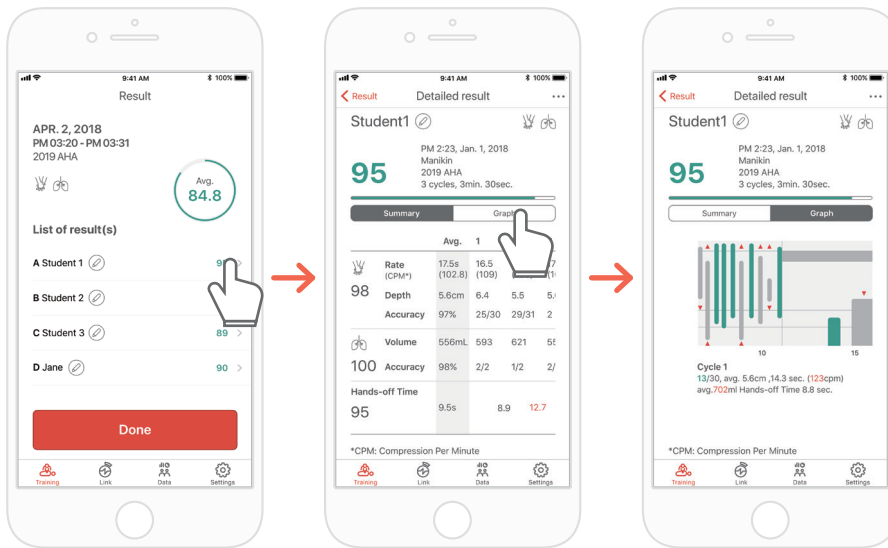 9:41 AM
100%
Result
APR. 2, 2018
PM 03:20 - PM 03:31
2019 AHA
Avg.
84.8
List of result(s)
A Student 1
B Student 2
C Student 3 89
D Jane 90
Done
Training Link Data Settings
9:41 AM
100%
Result Detailed result
Student1
PM 2:23, Jan. 1, 2018
Manikin
95
2019 AHA
3 cycles, 3min. 30sec.
Summary
Avg. 1
Rate 17.5s 16.5
(CPM*) (102.8) (109)
98
Depth 5.6cm 6.4 5.5
Accuracy 97% 25/30 29/31 2
Volume 556mL 593 621
100 Accuracy 98% 2/2 1/2 2/
Hands-off Time
95
9.5s 8.9 12.7
*CPM: Compression Per Minute
Training Link Data Settings
9:41 AM
100%
Result Detailed result
Student1
PM 2:23, Jan. 1, 2018
Manikin
95
2019 AHA
3 cycles, 3min. 30sec.
Summary Graph
10 15
Cycle 1
13/30, avg. 5.6cm ,14.3 sec. (123cpm)
avg.702ml Hands-off Time 8.8 sec.
*CPM: Compression Per Minute
Training Link Data Settings